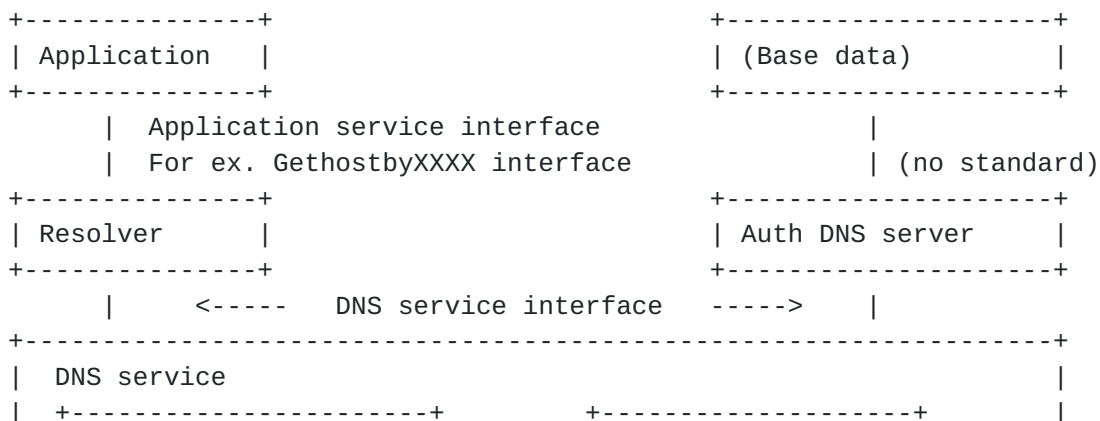 +---------------+                             +---------------------+
| Application   |                             | (Base data)         |
+---------------+                             +---------------------+
      |  Application service interface                  |
      |  For ex. GethostbyXXXX interface                | (no standard)
+---------------+                             +---------------------+
| Resolver      |                             | Auth DNS server     |
+---------------+                             +---------------------+
      |     <-----   DNS service interface   ----->    |
+-------------------------------------------------------------------+
|  DNS service                                                      |
|  +-----------------------+         +--------------------+         |